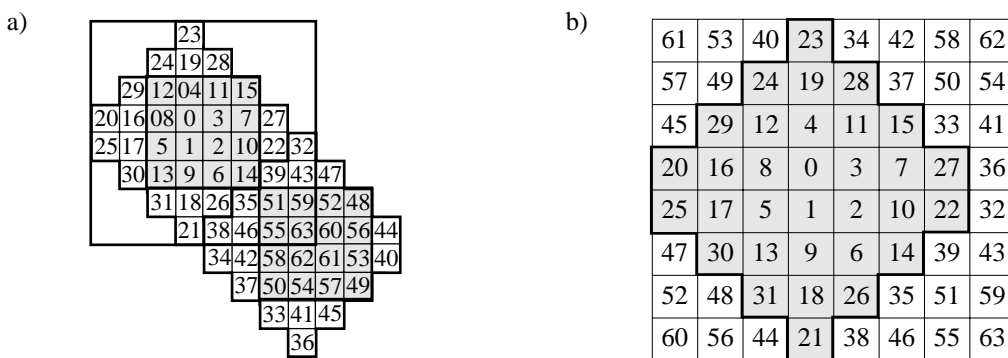 a)
23
24 19 28
29 12 04 11 15
20 16 08 0 3 7 27
25 17 5 1 2 10 22 32
30 13 9 6 14 39 43 47
31 18 26 35 51 59 52 48
21 38 46 55 63 60 56 44
34 42 58 62 61 53 40
37 50 54 57 49
33 41 45
36
b)
61 53 40 23 34 42 58 62
57 49 24 19 28 37 50 54
45 29 12 4 11 15 33 41
20 16 8 0 3 7 27 36
25 17 5 1 2 10 22 32
47 30 13 9 6 14 39 43
52 48 31 18 26 35 51 59
60 56 44 21 38 46 55 63